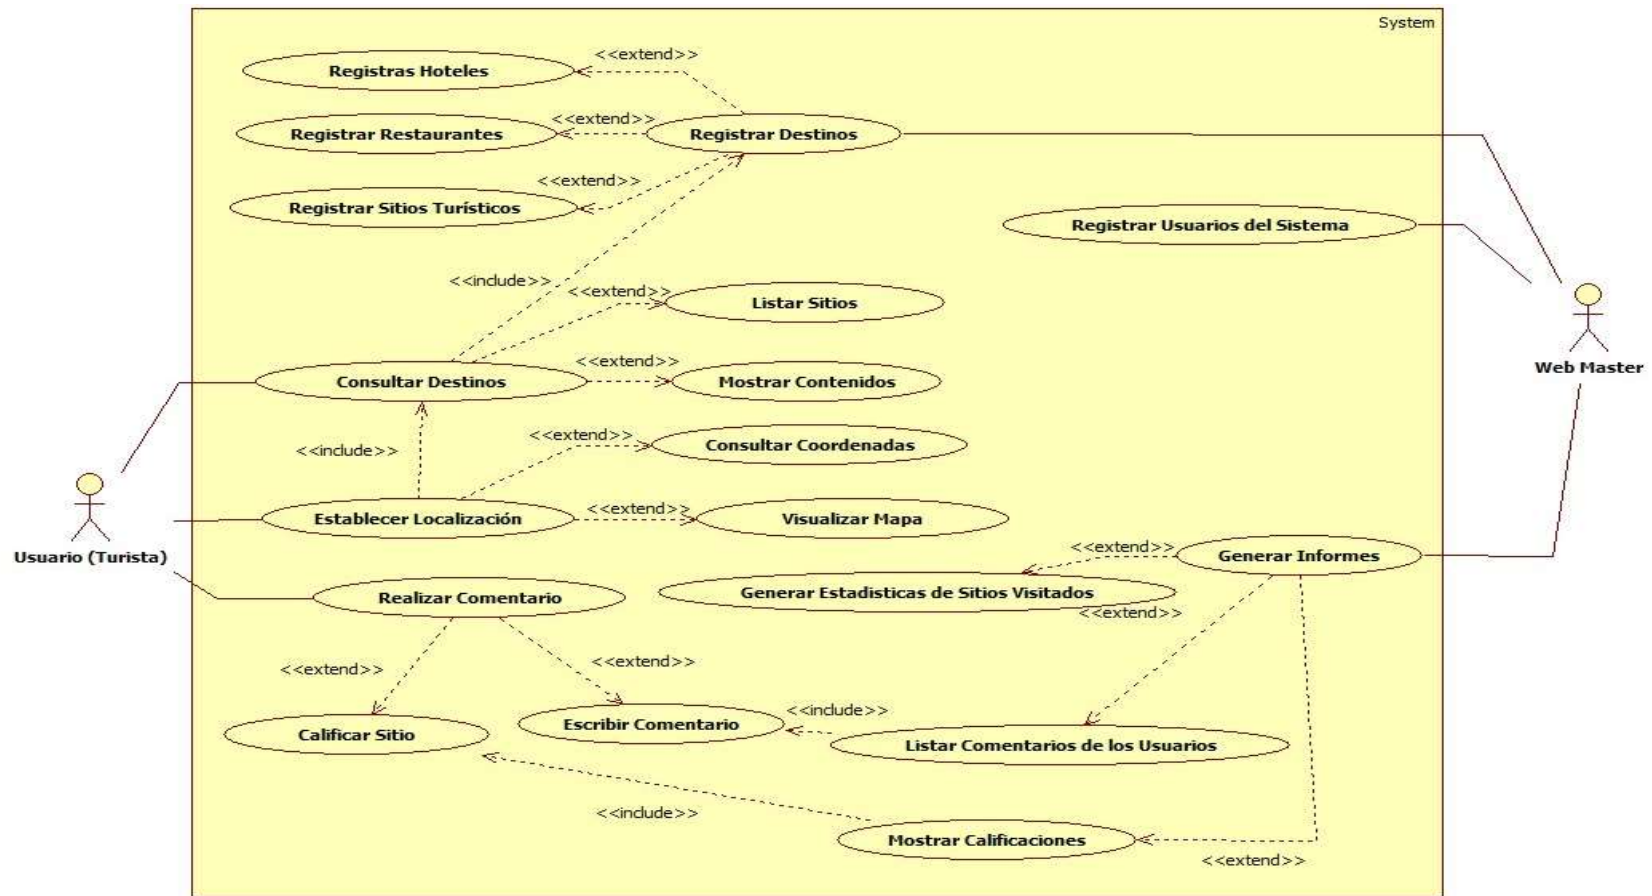 System
<<extend>>
Registras Hoteles
<<extend>>
Registrar Restaurantes
Registrar Destinos
<<extend>>
Registrar Sitios Turísticos
Registrar Usuarios del Sistema
<<include>>
<<extend>>
Listar Sitios
<<extend>>
Consultar Destinos
Mostrar Contenidos
Web Master
<<extend>>
Consultar Coordenadas
<<include>>
<<extend>>
Establecer Localización
Visualizar Mapa
Usuario (Turista)
<<extend>>
Generar Informes
Realizar Comentario
Generar Estadisticas de Sitios Visitados
<<extend>>
<<extend>>
<<extend>>
<<include>>
Calificar Sitio
Escribir Comentario
Listar Comentarios de los Usuarios
<<include>>
Mostrar Calificaciones
<<extend>>